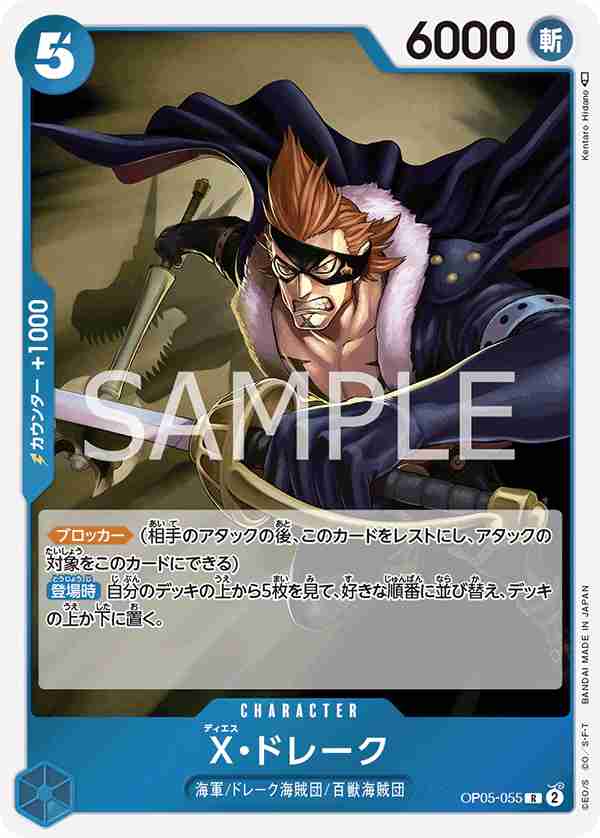 5
6000
斬
Kentaro Hidano
カウンター +1000
SAMPLE
ブロッカー (相手のアタックの後、このカードをレストにし、アタックの
対象をこのカードにできる)
登場時 自分のデッキの上から5枚を見て、好きな順番に並び替え、デッキ
の上か下に置く。
CHARACTER
ディエス
X・ドレーク
海軍/ドレーク海賊団/百獣海賊団
OP05-055 R 2
©E.O/S. ©O/S・F・T BANDAI MADE IN JAPAN